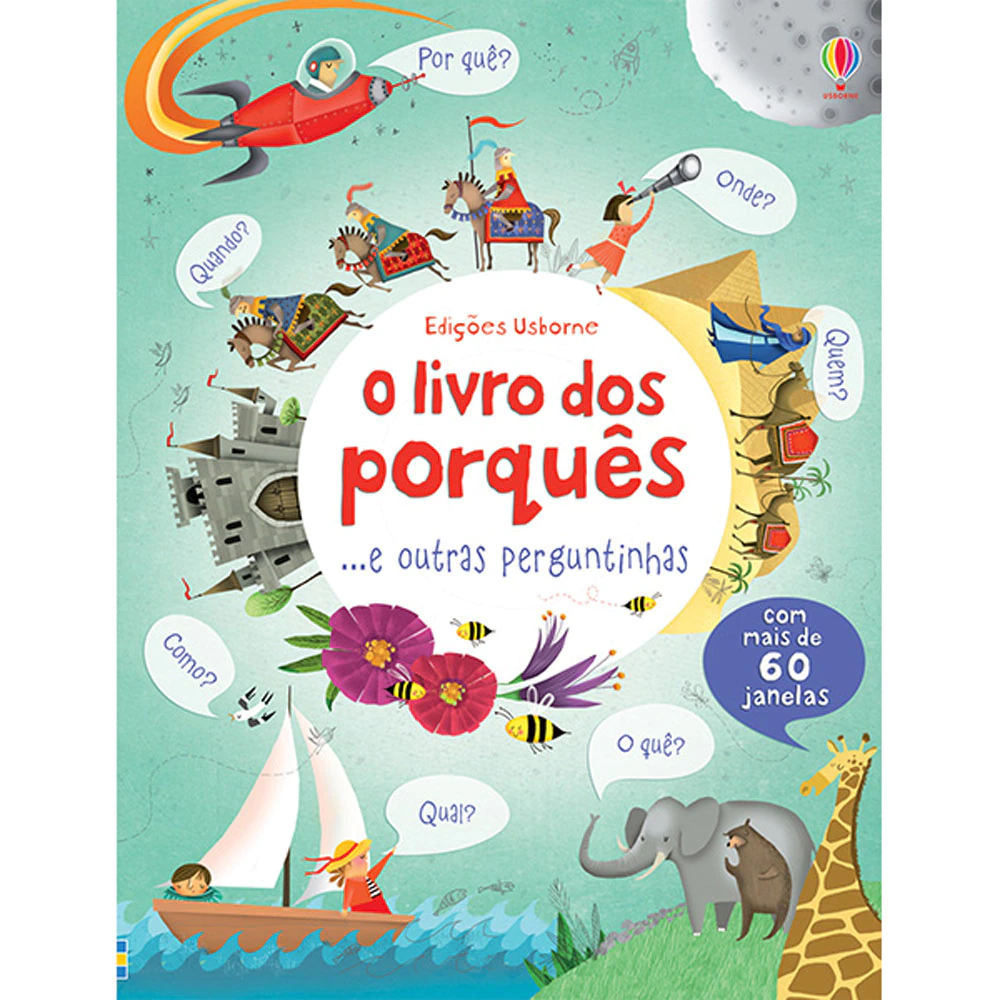 Por quê?
USBORNE
Onde?
Quando?
Quem?
Edições Usborne
o livro dos
porquês
...e outras perguntinhas
com
mais de
60
janelas
Como?
O quê?
Qual?